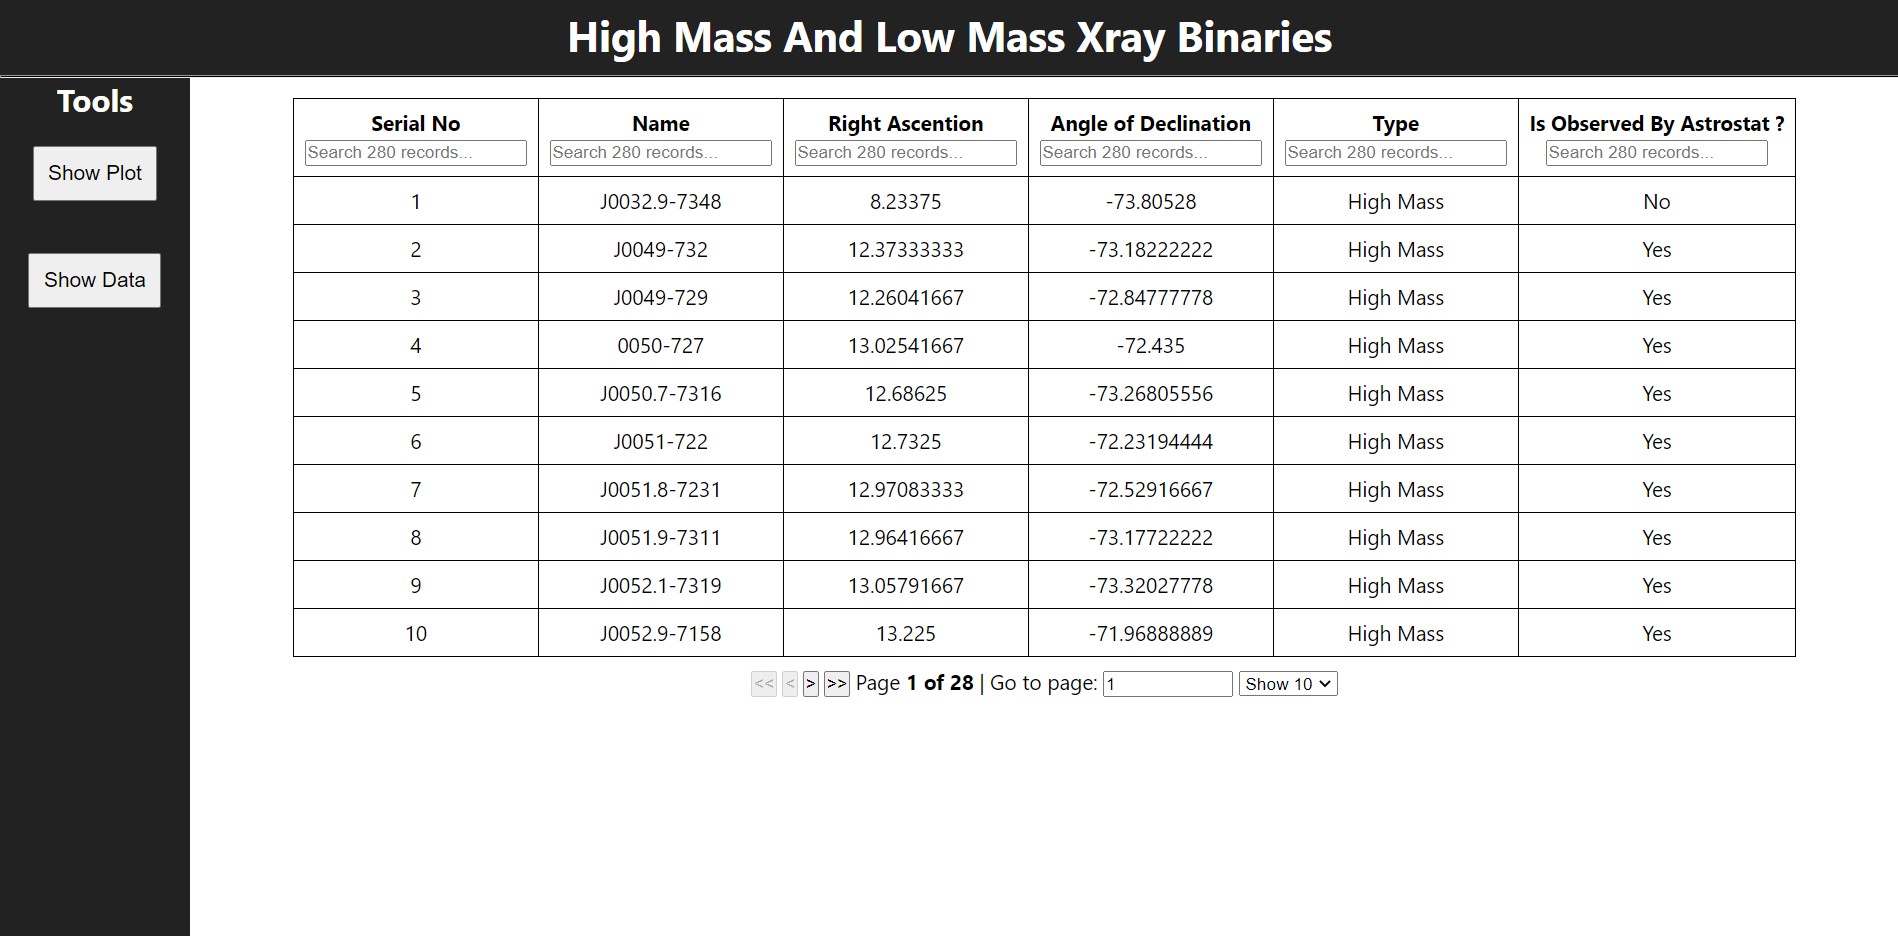 High Mass And Low Mass Xray Binaries
Tools
Show Plot
Show Data
Serial No Name Right Ascention Angle of Declination Type Is Observed By Astrostat ?
Search 280 records... Search 280 records... Search 280 records... Search 280 records... Search 280 records... Search 280 records...
1 J0032.9-7348 8.23375 -73.80528 High Mass No
2 J0049-732 12.37333333 -73.18222222 High Mass Yes
3 J0049-729 12.26041667 -72.84777778 High Mass Yes
4 0050-727 13.02541667 -72.435 High Mass Yes
5 J0050.7-7316 12.68625 -73.26805556 High Mass Yes
6 J0051-722 12.7325 -72.23194444 High Mass Yes
7 J0051.8-7231 12.97083333 -72.52916667 High Mass Yes
8 J0051.9-7311 12.96416667 -73.17722222 High Mass Yes
9 J0052.1-7319 13.05791667 -73.32027778 High Mass Yes
10 J0052.9-7158 13.225 -71.96888889 High Mass Yes
<< < > >> Page 1 of 28 | Go to page: 1 Show 10